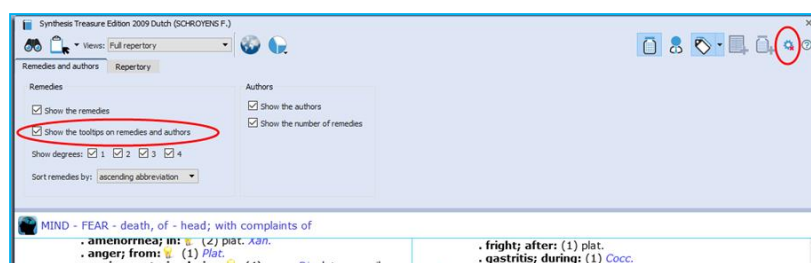 Synthesis Treasure Edition 2009 Dutch (SCHROYENS F.)
Views: Full repertory
Remedies and authors Repertory
Remedies Authors
Show the remedies Show the authors
Show the tooltips on remedies and authors Show the number of remedies
Show degrees: 1 2 3 4
Sort remedies by: ascending abbreviation
MIND - FEAR - death, of - head; with complaints of
. amenorrhea; in: (2) plat. Xan.
. anger; from: (1) Plat.
. fright; after: (1) plat.
. gastritis; during: (1) Cocc.